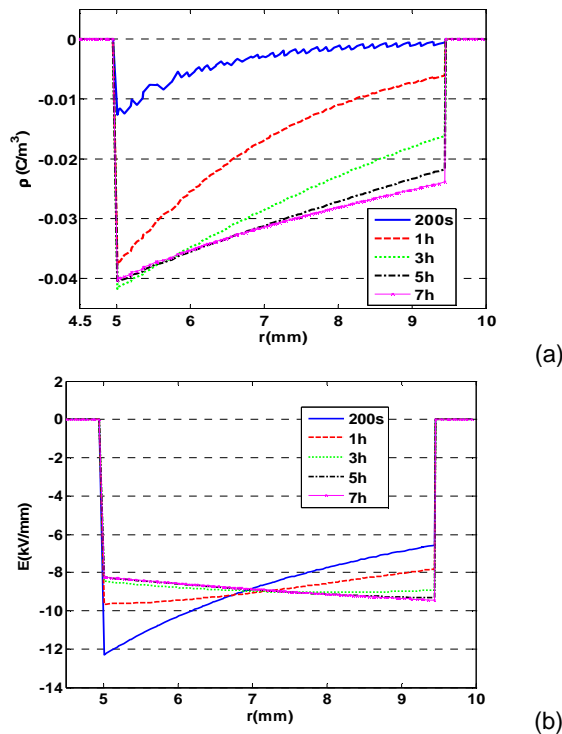 0
-0.01
-0.02
-0.03
-0.04
ρ (C/m³)
200s
1h
3h
5h
7h
4.5 5 6 7 8 9 10
r(mm)
(a)
2
0
-2
-4
-6
-8
-10
-12
-14
E(kV/mm)
200s
1h
3h
5h
7h
5 6 7 8 9 10
r(mm)
(b)